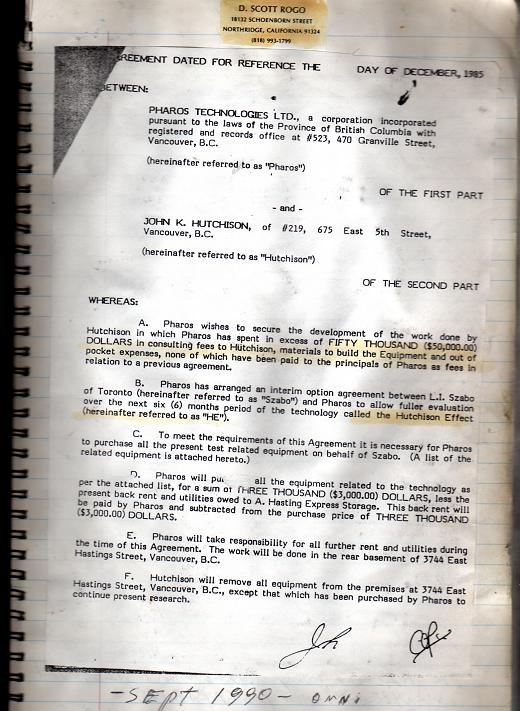 D. SCOTT ROGO
18132 SCHOENBORN STREET
NORTHRIDGE, CALIFORNIA 91324
(818) 993-1799
GREEMENT DATED FOR REFERENCE THE DAY OF DECEMBER, 1985
BETWEEN:
PHAROS TECHNOLOGIES LTD., a corporation incorporated
pursuant to the laws of the Province of British Columbia with
registered and records office at #523, 470 Granville Street,
Vancouver, B.C.
(hereinafter referred to as "Pharos")
OF THE FIRST PART
- and -
JOHN K. HUTCHISON, of #219, 675 East 5th Street,
Vancouver, B.C.
(hereinafter referred to as "Hutchison")
OF THE SECOND PART
WHEREAS:
A. Pharos wishes to secure the development of the work done by
Hutchison in which Pharos has spent in excess of FIFTY THOUSAND ($50,000.00)
DOLLARS in consulting fees to Hutchison, materials to build the Equipment and out of
pocket expenses, none of which have been paid to the principals of Pharos as fees in
relation to a previous agreement.
B. Pharos has arranged an interim option agreement between L.I. Szabo
of Toronto (hereinafter referred to as "Szabo") and Pharos to allow fuller evaluation
over the next six (6) months period of the technology called the Hutchison Effect
(hereinafter referred to as "HE").
C. To meet the requirements of this Agreement it is necessary for Pharos
to purchase all the present test related equipment on behalf of Szabo. (A list of the
related equipment is attached hereto.)
D. Pharos will pu all the equipment related to the technology as
per the attached list, for a sum of THREE THOUSAND ($3,000.00) DOLLARS, less the
present back rent and utilities owed to A. Hasting Express Storage. This back rent will
be paid by Pharos and subtracted from the purchase price of THREE THOUSAND
($3,000.00) DOLLARS.
E. Pharos will take responsibility for all further rent and utilities during
the time of this Agreement. The work will be done in the rear basement of 3744 East
Hastings Street, Vancouver, B.C.
F. Hutchison will remove all equipment from the premises at 3744 East
Hastings Street, Vancouver, B.C., except that which has been purchased by Pharos to
continue present research.
-SEPT 1990- OMNI